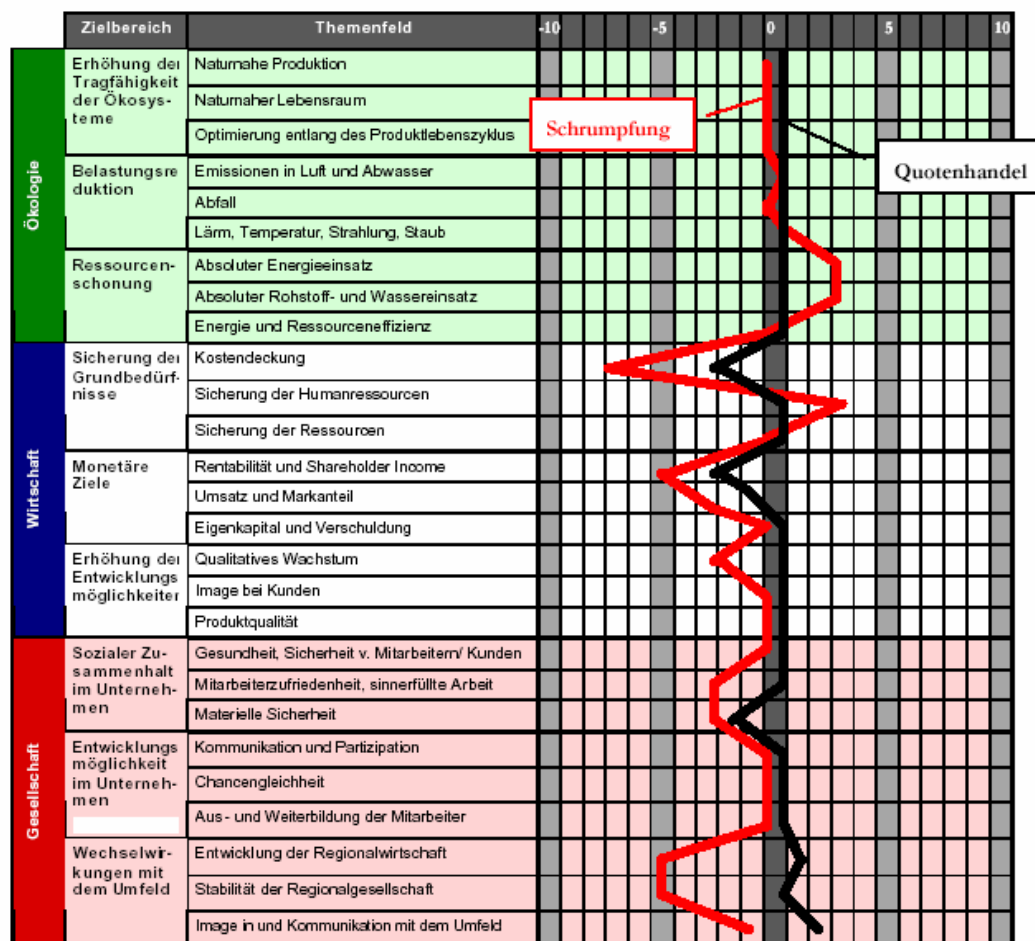 Zielbereich Themenfeld -10 -5 0 5 10
Ökologie
Erhöhung der
Tragfähigkeit
der Ökosys-
teme
Naturnahe Produktion
Naturnaher Lebensraum
Optimierung entlang des Produktlebenszyklus
Schrumpfung
Quotenhandel
Belastungsre
duktion
Emissionen in Luft und Abwasser
Abfall
Lärm, Temperatur, Strahlung, Staub
Ressourcen-
schonung
Absoluter Energieeinsatz
Absoluter Rohstoff- und Wassereinsatz
Energie und Ressourceneffizienz
Wirtschaft
Sicherung der
Grundbedürf-
nisse
Kostendeckung
Sicherung der Humanressourcen
Sicherung der Ressourcen
Monetäre
Ziele
Rentabilität und Shareholder Income
Umsatz und Markanteil
Eigenkapital und Verschuldung
Erhöhung der
Entwicklungs
möglichkeiter
Qualitatives Wachstum
Image bei Kunden
Produktqualität
Gesellschaft
Sozialer Zu-
sammenhalt
im Unterneh-
men
Gesundheit, Sicherheit v. Mitarbeitern/ Kunden
Mitarbeiterzufriedenheit, sinnerfüllte Arbeit
Materielle Sicherheit
Entwicklungs
möglichkeit
im Unterneh-
men
Kommunikation und Partizipation
Chancengleichheit
Aus- und Weiterbildung der Mitarbeiter
Wechselwir-
kungen mit
dem Umfeld
Entwicklung der Regionalwirtschaft
Stabilität der Regionalgesellschaft
Image in und Kommunikation mit dem Umfeld